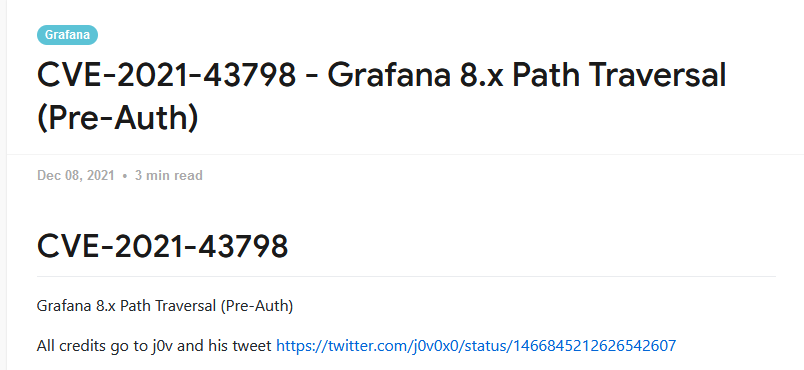 Grafana
CVE-2021-43798 - Grafana 8.x Path Traversal
(Pre-Auth)
Dec 08, 2021 • 3 min read
CVE-2021-43798
Grafana 8.x Path Traversal (Pre-Auth)
All credits go to j0v and his tweet https://twitter.com/j0v0x0/status/1466845212626542607